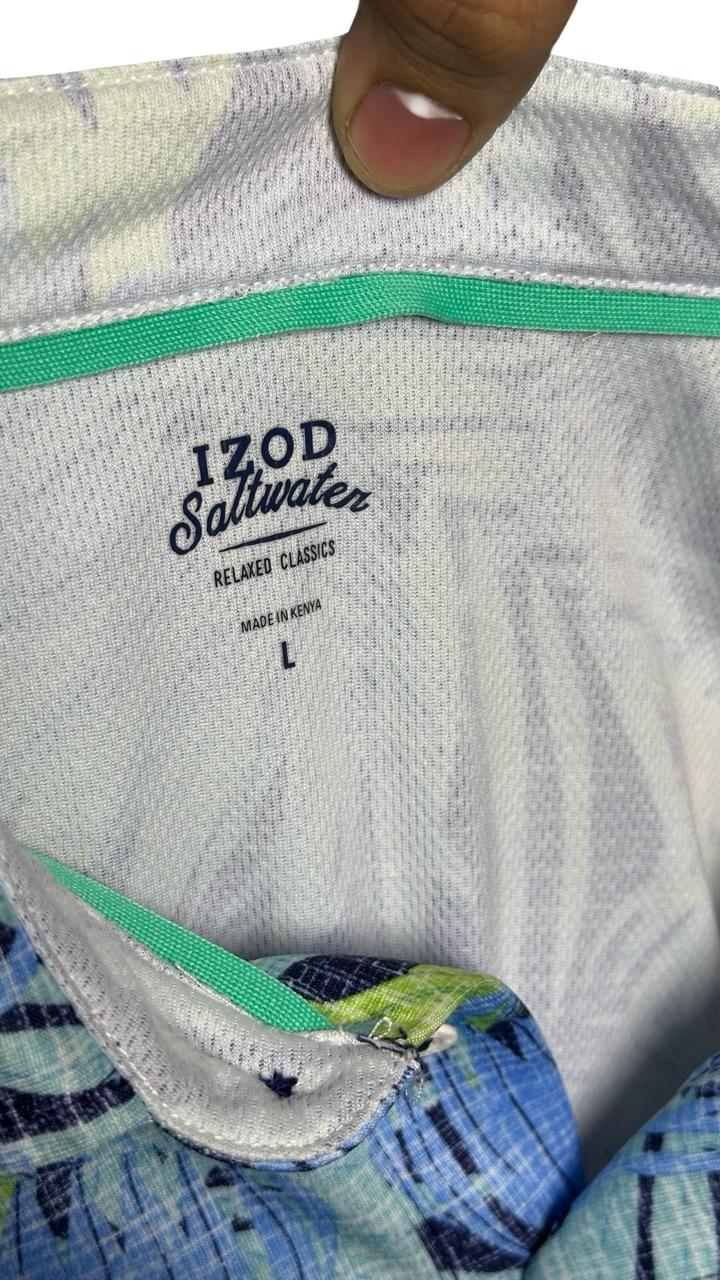 IZOD
Saltwater
RELAXED CLASSICS
MADE IN KENYA
L